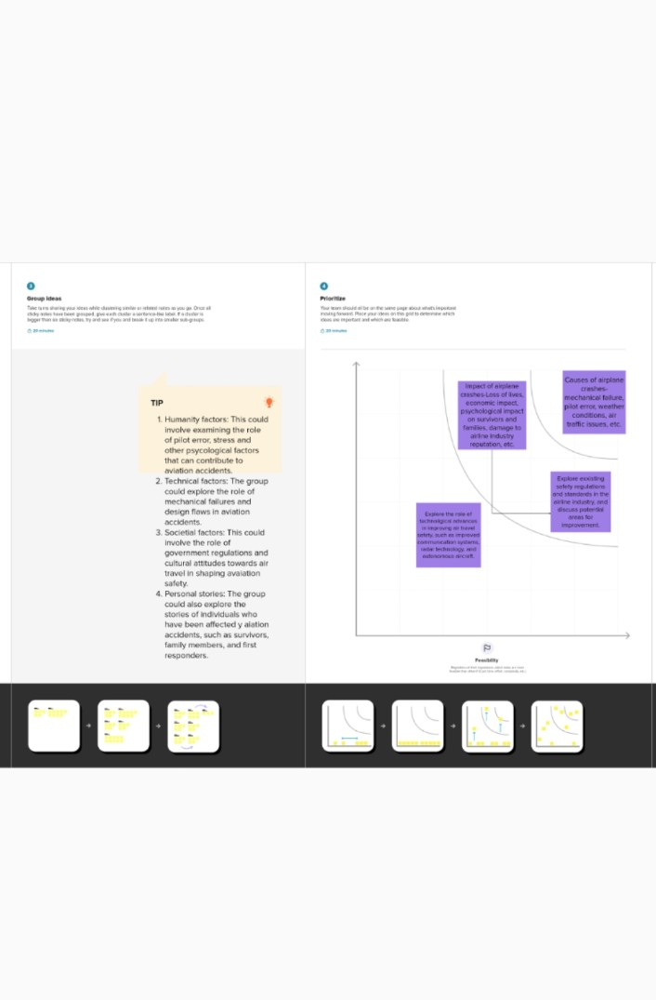 3
Group ideas
Take turns sharing your ideas while clustering similar or related notes as you go. Once all
sticky notes have been grouped, give each cluster a sentence-like label. If a cluster is
bigger than six sticky notes, try and see if you and break it up into smaller sub-groups.
20 minutes
TIP
1. Humanity factors: This could
involve examining the role
of pilot error, stress and
other psycological factors
that can contribute to
aviation accidents.
2. Technical factors: The group
could explore the role of
mechanical failures and
design flaws in aviation
accidents.
3. Societial factors: This could
involve the role of
government regulations and
cultural attitudes towards air
travel in shaping avaiation
safety.
4. Personal stories: The group
could also explore the
stories of individuals who
have been affected y aiation
accidents, such as survivors,
family members, and first
responders.
4
Prioritize
Your team should all be on the same page about what's important
moving forward. Place your ideas on this grid to determine which
ideas are important and which are feasible.
20 minutes
Impact of airplane
crashes-Loss of lives,
economic impact,
psychological impact
on survivors and
families, damage to
airline industry
reputation, etc.
Causes of airplane
crashes-
mechanical failure,
pilot error, weather
conditions, air
traffic issues, etc.
Explore exsisting
safety regulations
and standards in the
airline industry, and
discuss potential
areas for
improvement.
Explore the role of
technological advances
in improving air travel
safety, such as improved
communication systems,
radar technology, and
autonomous aircraft.
Feasibility